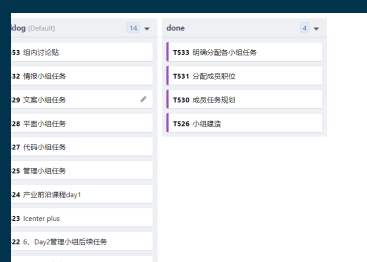 klog (Default) 14
53 组内讨论贴
32 情报小组任务
29 文案小组任务
28 平面小组任务
27 代码小组任务
25 管理小组任务
24 产业前沿课程day1
23 Icenter plus
22 6、Day2管理小组后续任务
done 4
T533 明确分配各小组任务
T531 分配成员职位
T530 成员任务规划
T526 小组建造